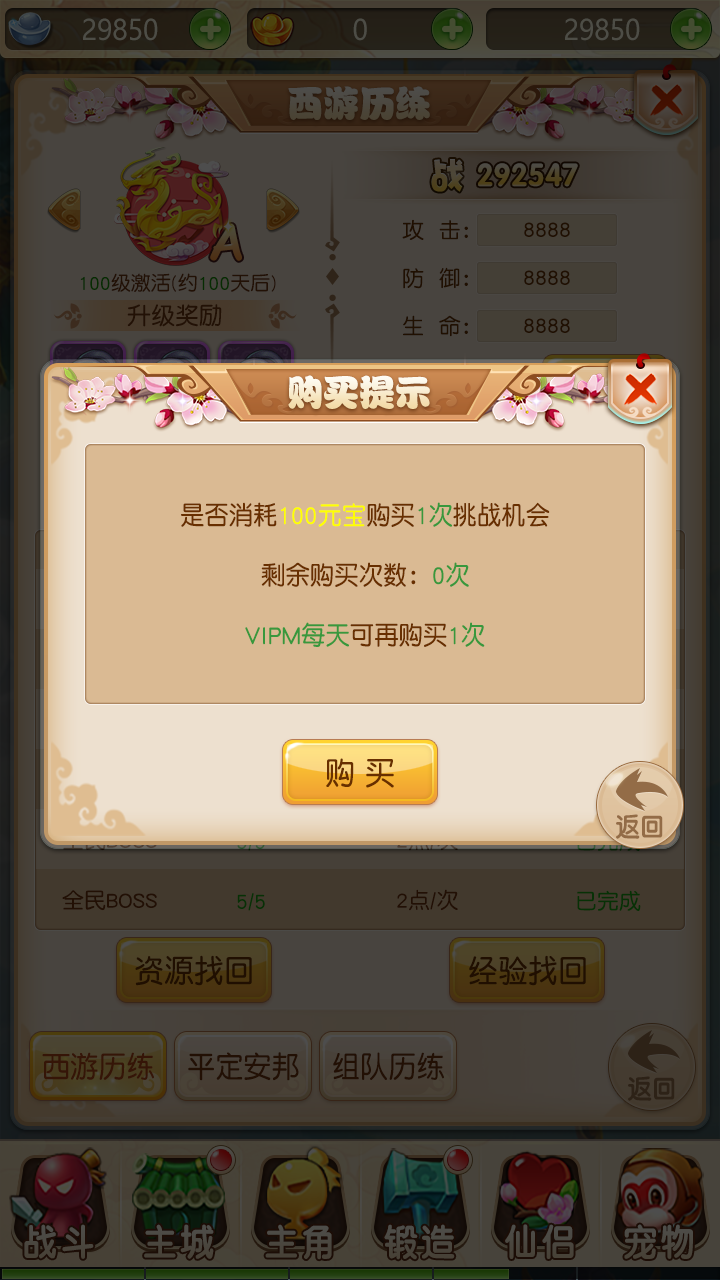 29850 0 29850
西游历练
战 292547
A
攻 击: 8888
100级激活(约100天后)
防 御: 8888
升级奖励
生 命: 8888
购买提示
是否消耗100元宝购买1次挑战机会
剩余购买次数：0次
VIPM每天可再购买1次
购 买
返回
全民BOSS 5/5 2点/次 已完成
资源找回 经验找回
西游历练 平定安邦 组队历练 返回
战斗 主城 主角 锻造 仙侣 宠物